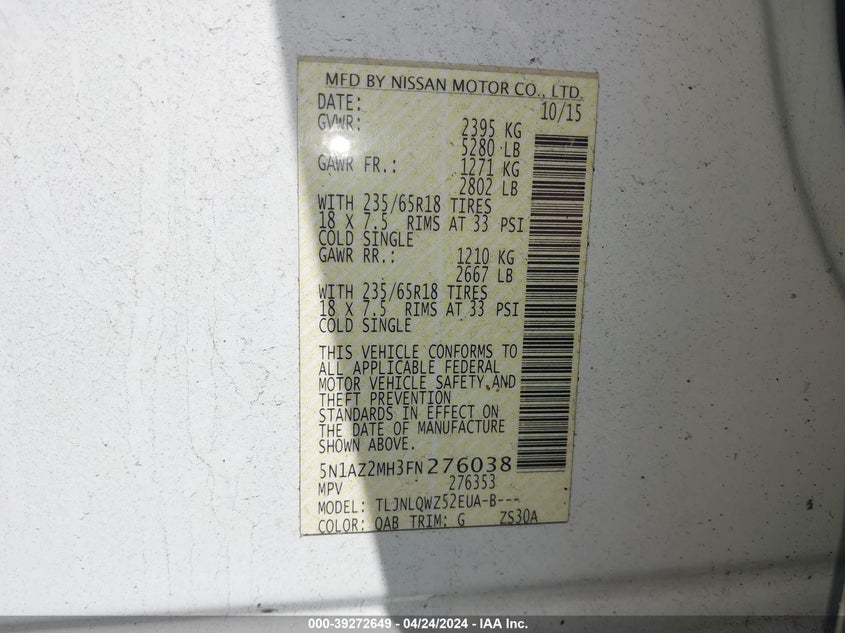 MFD BY NISSAN MOTOR CO., LTD.
DATE: 10/15
GVWR: 2395 KG
5280 LB
GAWR FR.: 1271 KG
2802 LB
WITH 235/65R18 TIRES
18 X 7.5 RIMS AT 33 PSI
COLD SINGLE
GAWR RR.: 1210 KG
2667 LB
WITH 235/65R18 TIRES
18 X 7.5 RIMS AT 33 PSI
COLD SINGLE
THIS VEHICLE CONFORMS TO
ALL APPLICABLE FEDERAL
MOTOR VEHICLE SAFETY AND
THEFT PREVENTION
STANDARDS IN EFFECT ON
THE DATE OF MANUFACTURE
SHOWN ABOVE.
5N1AZ2MH3FN276038
MPV 276353
MODEL: TLJNLQWZ52EUA-B---
COLOR: QAB TRIM: G ZS30A
000-39272649 - 04/24/2024 - IAA Inc.